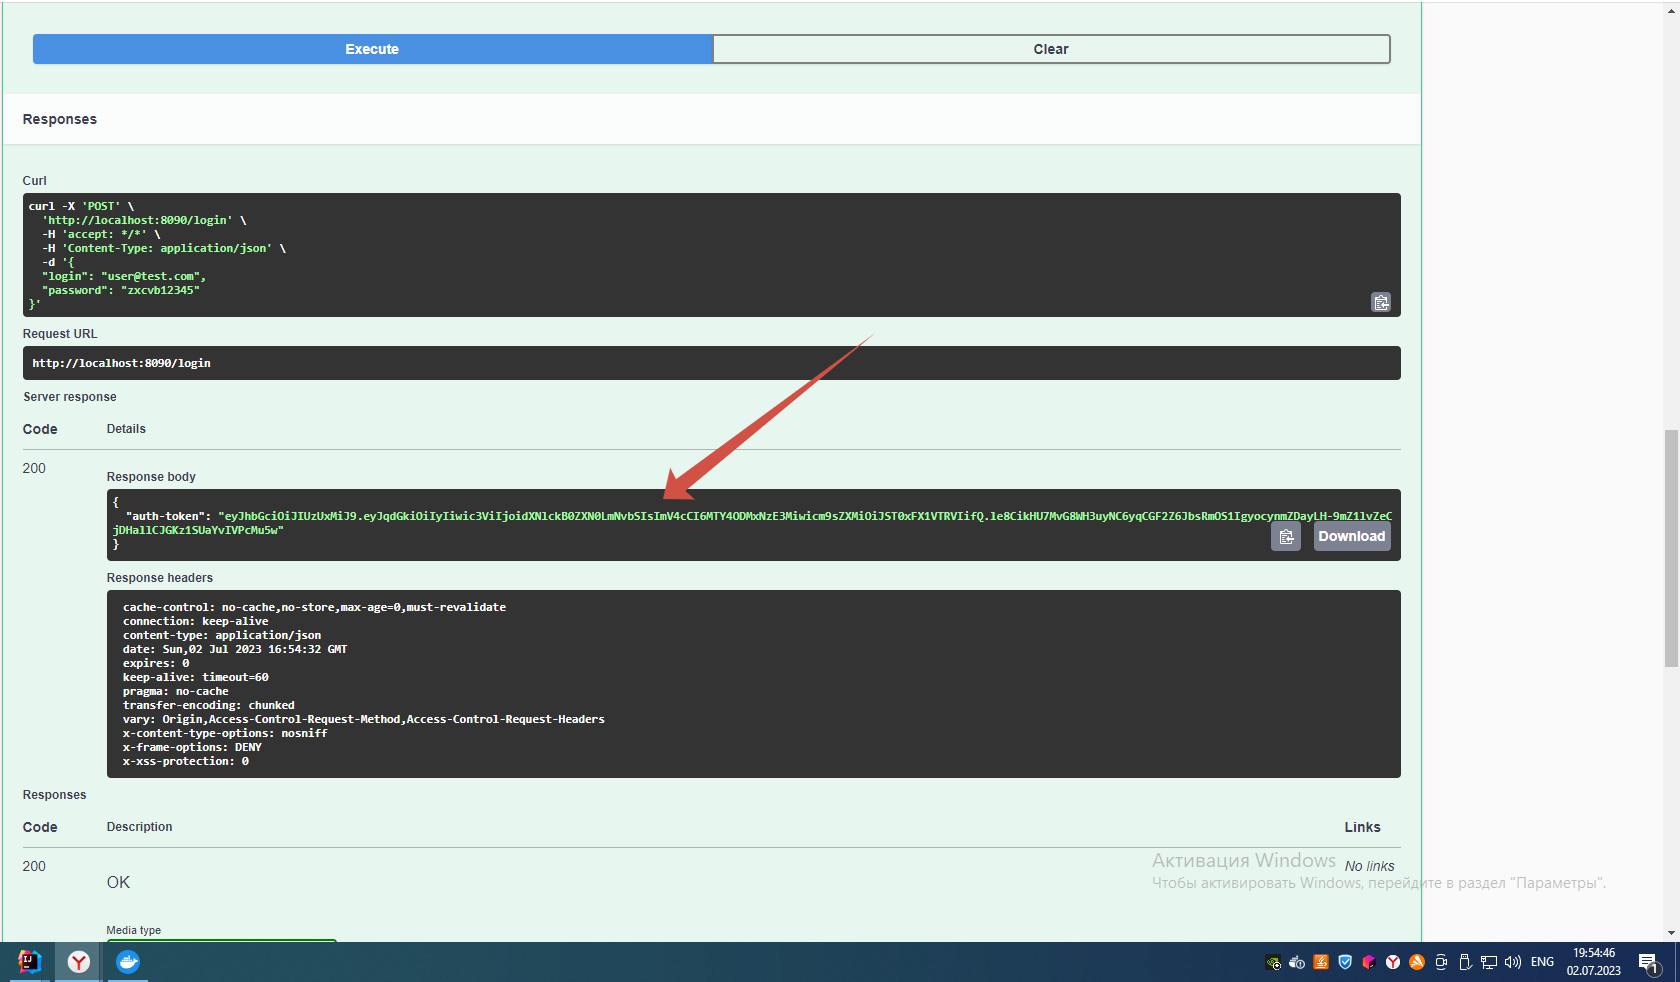 Execute
Clear
Responses
Curl
curl -X 'POST' \
'http://localhost:8090/login' \
-H 'accept: */*' \
-H 'Content-Type: application/json' \
-d '{
"login": "user@test.com",
"password": "zxcvb12345"
}'
Request URL
http://localhost:8090/login
Server response
Code Details
200
Response body
{
"auth-token": "eyJhbGciOiJIUzUxMiJ9.eyJqdGkiOiIyIiwic3ViIjoidXNlckB0ZXN0LmNvbSIsImV4cCI6MTY4ODMxNzE3Miwicm9sZXMiOiJST0xFX1VTRVIifQ.le8CikHU7MvG8WH3uyNC6yqCGF2Z6JbsRmOS1IgyocynmZDayLH-9mZ1lvZeC
jDHallCJGKz1SUaYvIVPcMu5w"
}
Download
Response headers
cache-control: no-cache,no-store,max-age=0,must-revalidate
connection: keep-alive
content-type: application/json
date: Sun,02 Jul 2023 16:54:32 GMT
expires: 0
keep-alive: timeout=60
pragma: no-cache
transfer-encoding: chunked
vary: Origin,Access-Control-Request-Method,Access-Control-Request-Headers
x-content-type-options: nosniff
x-frame-options: DENY
x-xss-protection: 0
Responses
Code Description Links
200
OK
No links
Активация Windows
Чтобы активировать Windows, перейдите в раздел "Параметры".
Media type
IJ
Y
Y
ENG
19:54:46
02.07.2023
1